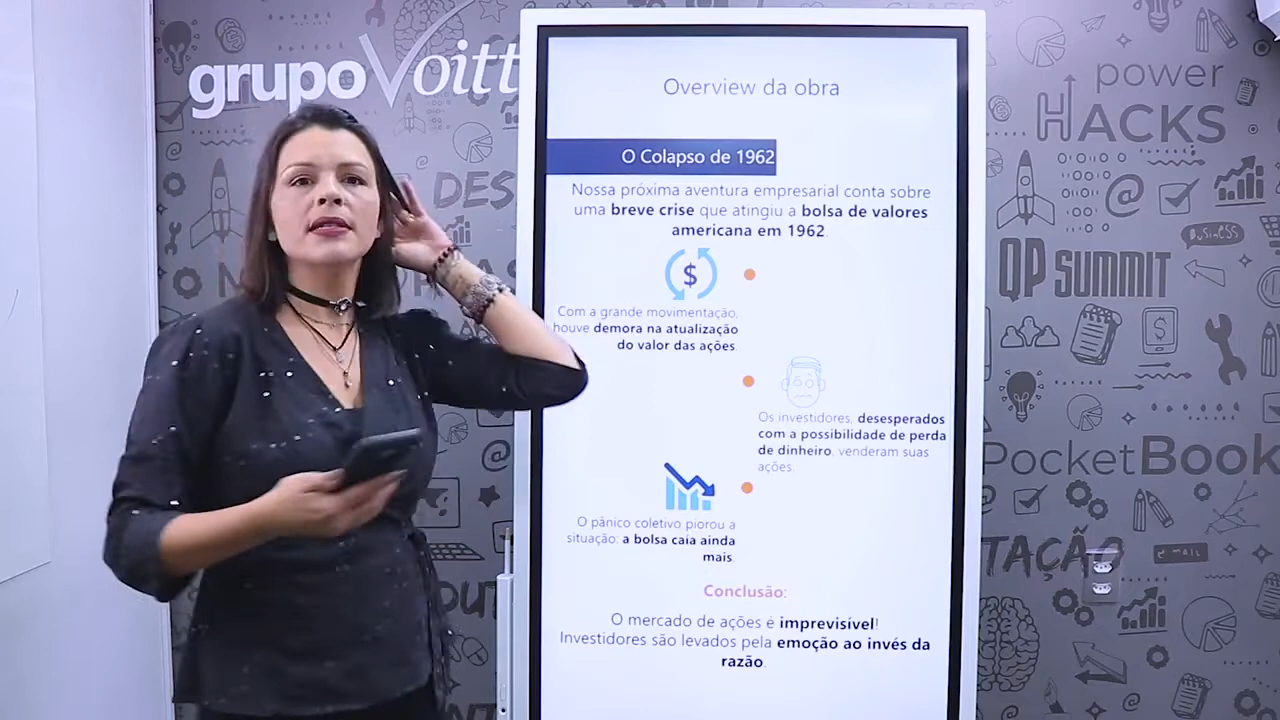 grupo Voitt
Overview da obra
O Colapso de 1962
Nossa próxima aventura empresarial conta sobre
uma breve crise que atingiu a bolsa de valores
americana em 1962.
$
Com a grande movimentação,
houve demora na atualização
do valor das ações.
Os investidores, desesperados
com a possibilidade de perda
de dinheiro, venderam suas
ações.
O pânico coletivo piorou a
situação: a bolsa caía ainda
mais.
Conclusão:
O mercado de ações é imprevisível!
Investidores são levados pela emoção ao invés da
razão.
power
HACKS
@
BUSINESS
QP SUMMIT
$
PocketBook
TAÇÃO
E-MAIL
DES
@